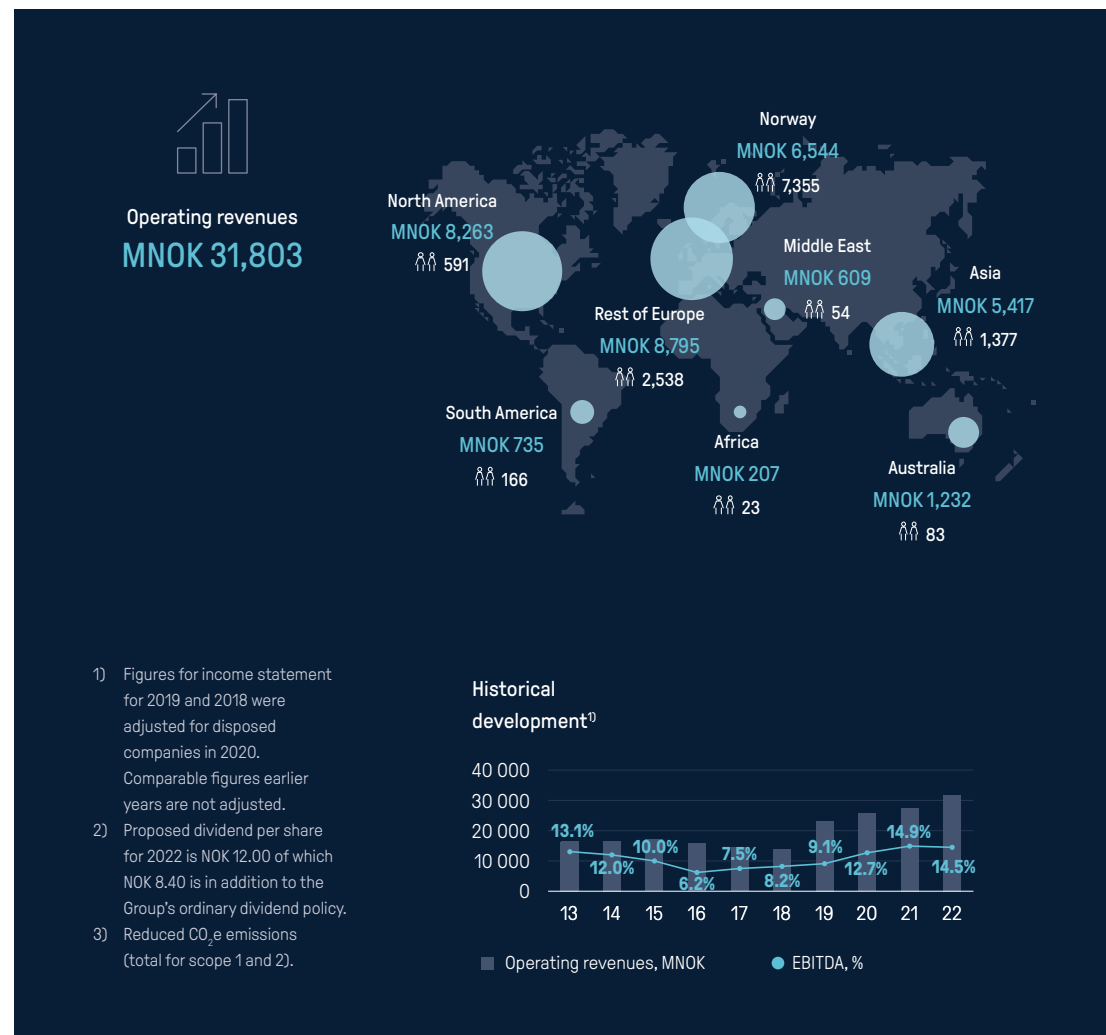 Operating revenues
MNOK 31,803
Norway
MNOK 6,544
7,355
North America
MNOK 8,263
591
Middle East
MNOK 609
54
Asia
MNOK 5,417
1,377
Rest of Europe
MNOK 8,795
2,538
South America
MNOK 735
166
Africa
MNOK 207
23
Australia
MNOK 1,232
83
1) Figures for income statement
for 2019 and 2018 were
adjusted for disposed
companies in 2020.
Comparable figures earlier
years are not adjusted.
2) Proposed dividend per share
for 2022 is NOK 12.00 of which
NOK 8.40 is in addition to the
Group's ordinary dividend policy.
3) Reduced CO₂e emissions
(total for scope 1 and 2).
Historical
development¹⁾
40 000
30 000
20 000
10 000
0
13.1% 12.0% 10.0% 6.2% 7.5% 8.2% 9.1% 12.7% 14.9% 14.5%
13 14 15 16 17 18 19 20 21 22
Operating revenues, MNOK EBITDA, %